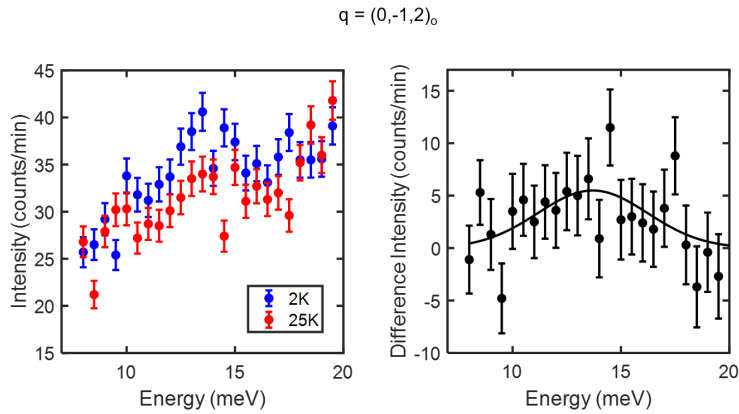 q = (0,-1,2)ₒ
45
40
35
30
25
20
15
10
15
20
Intensity (counts/min)
Energy (meV)
2K
25K
15
10
5
0
-5
-10
10
15
20
Difference Intensity (counts/min)
Energy (meV)